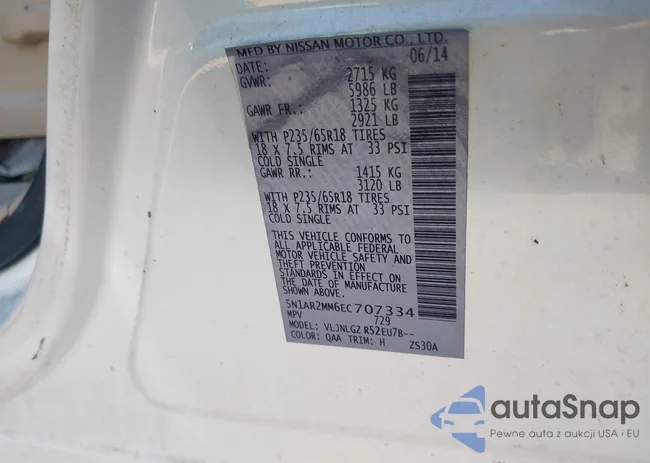 MFD BY NISSAN MOTOR CO., LTD.
DATE: 06/14
GVWR: 2715 KG
5986 LB
GAWR FR.: 1325 KG
2921 LB
WITH P235/65R18 TIRES
18 X 7.5 RIMS AT 33 PSI
COLD SINGLE
GAWR RR.: 1415 KG
3120 LB
WITH P235/65R18 TIRES
18 X 7.5 RIMS AT 33 PSI
COLD SINGLE
THIS VEHICLE CONFORMS TO
ALL APPLICABLE FEDERAL
MOTOR VEHICLE SAFETY AND
THEFT PREVENTION
STANDARDS IN EFFECT ON
THE DATE OF MANUFACTURE
SHOWN ABOVE.
5N1AR2MM6EC707334
MPV 729
MODEL: VLJNLGZ R52EU7B--
COLOR: QAA TRIM: H ZS30A
autaSnap
Pewne auta z aukcji USA i EU